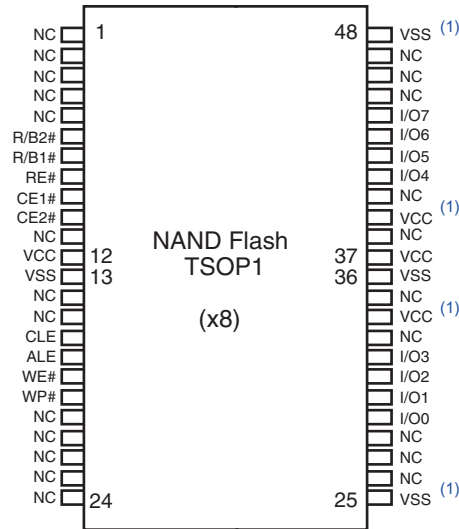 NC 1 48 VSS (1)
NC NC
NC NC
NC NC
NC I/O7
R/B2# I/O6
R/B1# I/O5
RE# I/O4
CE1# NC
CE2# VCC (1)
NC NAND Flash NC
VCC 12 TSOP1 37 VCC
VSS 13 36 VSS
NC NC
NC (x8) VCC (1)
CLE NC
ALE I/O3
WE# I/O2
WP# I/O1
NC I/O0
NC NC
NC NC
NC NC
NC 24 25 VSS (1)